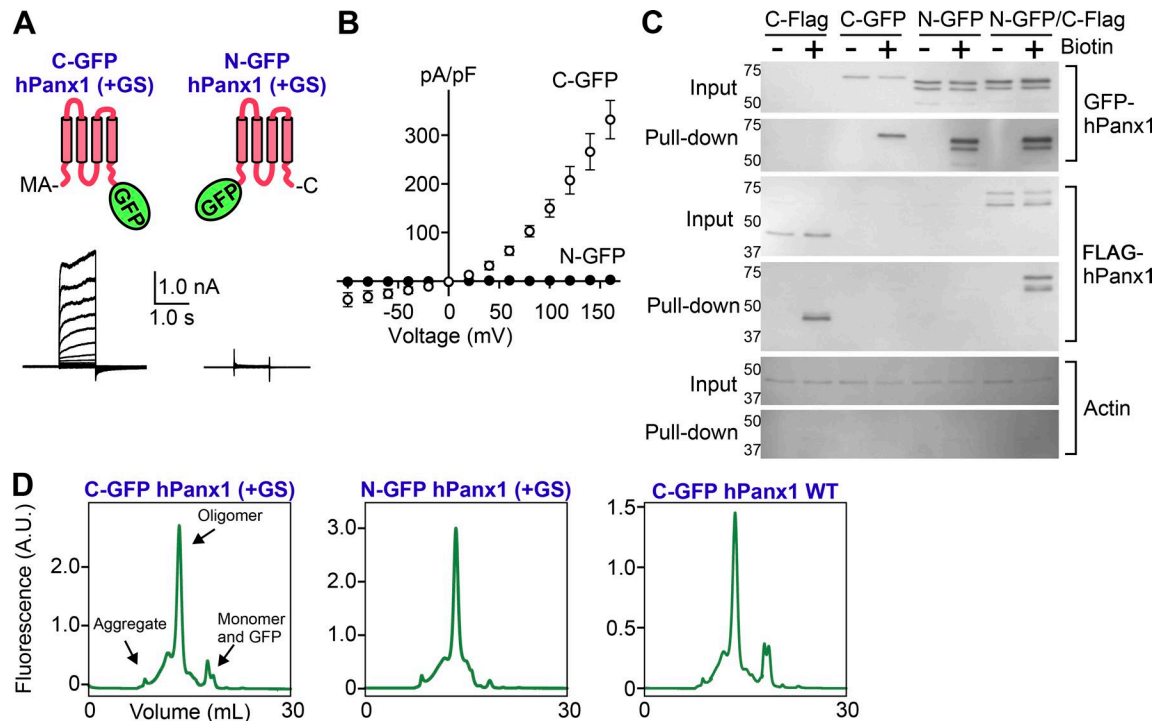 A
C-GFP
hPanx1 (+GS)
N-GFP
hPanx1 (+GS)
MA-
GFP
GFP
-C
1.0 nA
1.0 s
B
pA/pF
C-GFP
300
200
100
0
N-GFP
-50 0 50 100 150
Voltage (mV)
C
C-Flag C-GFP N-GFP N-GFP/C-Flag
- + - + - + - + Biotin
75
Input
50
75
Pull-down
50
GFP-
hPanx1
75
Input
50
37
75
Pull-down
50
37
FLAG-
hPanx1
50
Input
37
50
Pull-down
37
Actin
D
C-GFP hPanx1 (+GS)
Fluorescence (A.U.)
2.0
1.0
0
Oligomer
Aggregate
Monomer
and GFP
0 30
Volume (mL)
N-GFP hPanx1 (+GS)
3.0
2.0
1.0
0
0 30
C-GFP hPanx1 WT
1.5
1.0
0.5
0
0 30